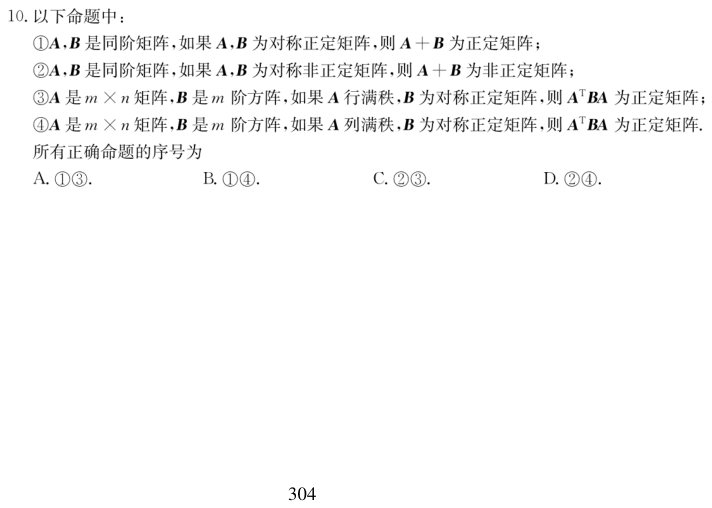 10. 以下命题中：
①A,B 是同阶矩阵,如果 A,B 为对称正定矩阵,则 A＋B 为正定矩阵；
②A,B 是同阶矩阵,如果 A,B 为对称非正定矩阵,则 A＋B 为非正定矩阵；
③A 是 m×n 矩阵,B 是 m 阶方阵,如果 A 行满秩,B 为对称正定矩阵,则 AᵀBA 为正定矩阵；
④A 是 m×n 矩阵,B 是 m 阶方阵,如果 A 列满秩,B 为对称正定矩阵,则 AᵀBA 为正定矩阵.
所有正确命题的序号为
A. ①③. B. ①④. C. ②③. D. ②④.
304